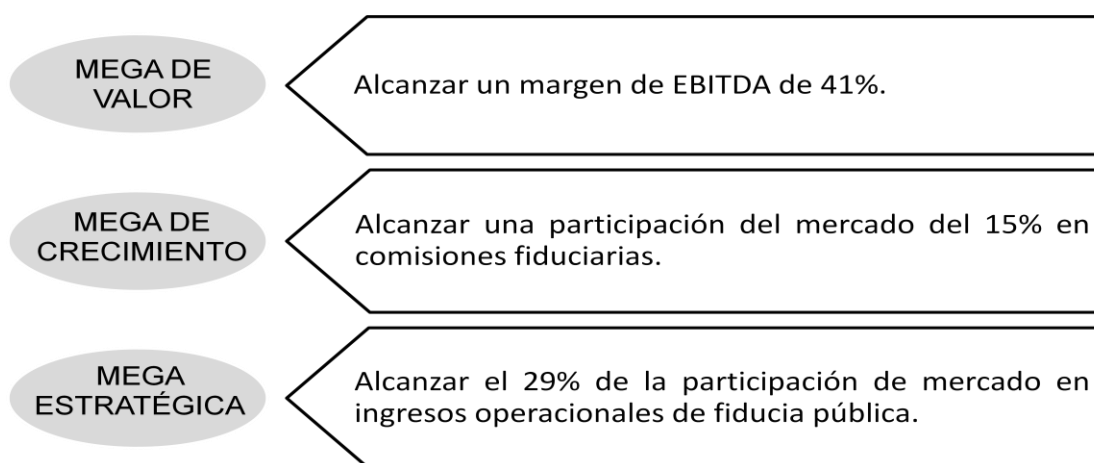 MEGA DE
VALOR
Alcanzar un margen de EBITDA de 41%.
MEGA DE
CRECIMIENTO
Alcanzar una participación del mercado del 15% en
comisiones fiduciarias.
MEGA
ESTRATÉGICA
Alcanzar el 29% de la participación de mercado en
ingresos operacionales de fiducia pública.